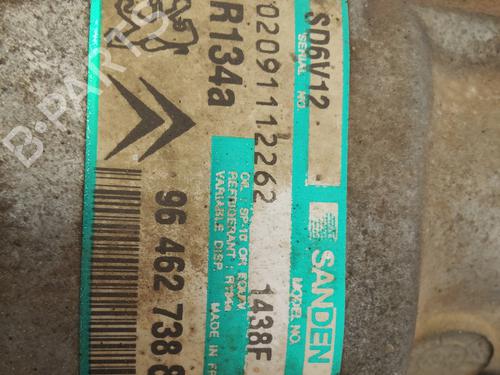 SANDEN
SD6V12
SERIAL NO.
MODEL NO.
1438F
02091112262
OIL : SP-10 OR EQUIV
REFRIGERANT : R134a
VARIABLE DISP.
MADE IN
R134a
96 462 738 8
B-PARTS